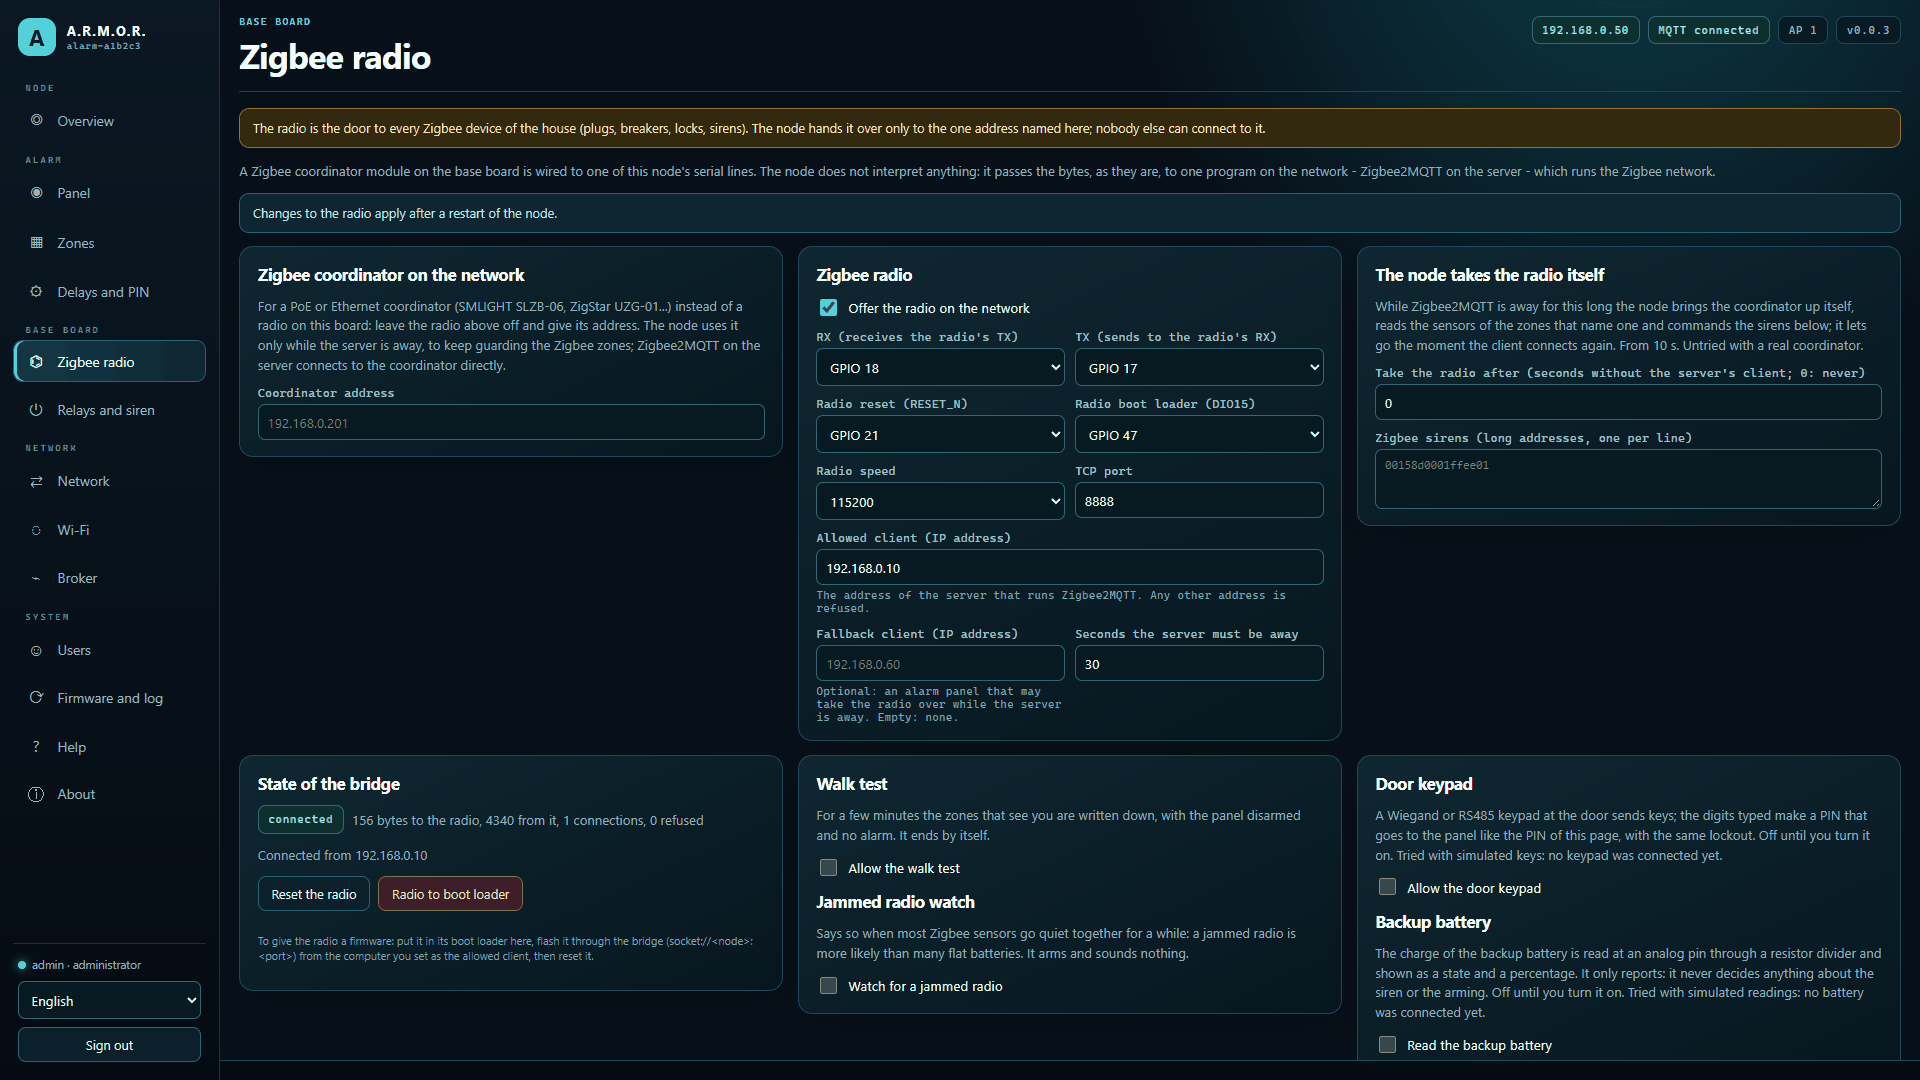 A
A.R.M.O.R.
alarm-a1b2c3
NODE
Overview
ALARM
Panel
Zones
Delays and PIN
BASE BOARD
Zigbee radio
Relays and siren
NETWORK
Network
Wi-Fi
Broker
SYSTEM
Users
Firmware and log
? Help
About
admin · administrator
English
Sign out
BASE BOARD
Zigbee radio
192.168.0.50
MQTT connected
AP 1
v0.0.3
The radio is the door to every Zigbee device of the house (plugs, breakers, locks, sirens). The node hands it over only to the one address named here; nobody else can connect to it.
A Zigbee coordinator module on the base board is wired to one of this node's serial lines. The node does not interpret anything: it passes the bytes, as they are, to one program on the network - Zigbee2MQTT on the server - which runs the Zigbee network.
Changes to the radio apply after a restart of the node.
Zigbee coordinator on the network
For a PoE or Ethernet coordinator (SMLIGHT SLZB-06, ZigStar UZG-01...) instead of a
radio on this board: leave the radio above off and give its address. The node uses it
only while the server is away, to keep guarding the Zigbee zones; Zigbee2MQTT on the
server connects to the coordinator directly.
Coordinator address
192.168.0.201
Zigbee radio
Offer the radio on the network
RX (receives the radio's TX)
TX (sends to the radio's RX)
GPIO 18
GPIO 17
Radio reset (RESET_N)
Radio boot loader (DIO15)
GPIO 21
GPIO 47
Radio speed
TCP port
115200
8888
Allowed client (IP address)
192.168.0.10
The address of the server that runs Zigbee2MQTT. Any other address is
refused.
Fallback client (IP address)
Seconds the server must be away
192.168.0.60
30
Optional: an alarm panel that may
take the radio over while the server
is away. Empty: none.
The node takes the radio itself
While Zigbee2MQTT is away for this long the node brings the coordinator up itself,
reads the sensors of the zones that name one and commands the sirens below; it lets
go the moment the client connects again. From 10 s. Untried with a real coordinator.
Take the radio after (seconds without the server's client; 0: never)
0
Zigbee sirens (long addresses, one per line)
00158d0001ffee01
State of the bridge
connected
156 bytes to the radio, 4340 from it, 1 connections, 0 refused
Connected from 192.168.0.10
Reset the radio
Radio to boot loader
To give the radio a firmware: put it in its boot loader here, flash it through the bridge (socket://<node>:
<port>) from the computer you set as the allowed client, then reset it.
Walk test
For a few minutes the zones that see you are written down, with the panel disarmed
and no alarm. It ends by itself.
Allow the walk test
Jammed radio watch
Says so when most Zigbee sensors go quiet together for a while: a jammed radio is
more likely than many flat batteries. It arms and sounds nothing.
Watch for a jammed radio
Door keypad
A Wiegand or RS485 keypad at the door sends keys; the digits typed make a PIN that
goes to the panel like the PIN of this page, with the same lockout. Off until you turn it
on. Tried with simulated keys: no keypad was connected yet.
Allow the door keypad
Backup battery
The charge of the backup battery is read at an analog pin through a resistor divider and
shown as a state and a percentage. It only reports: it never decides anything about the
siren or the arming. Off until you turn it on. Tried with simulated readings: no battery
was connected yet.
Read the backup battery